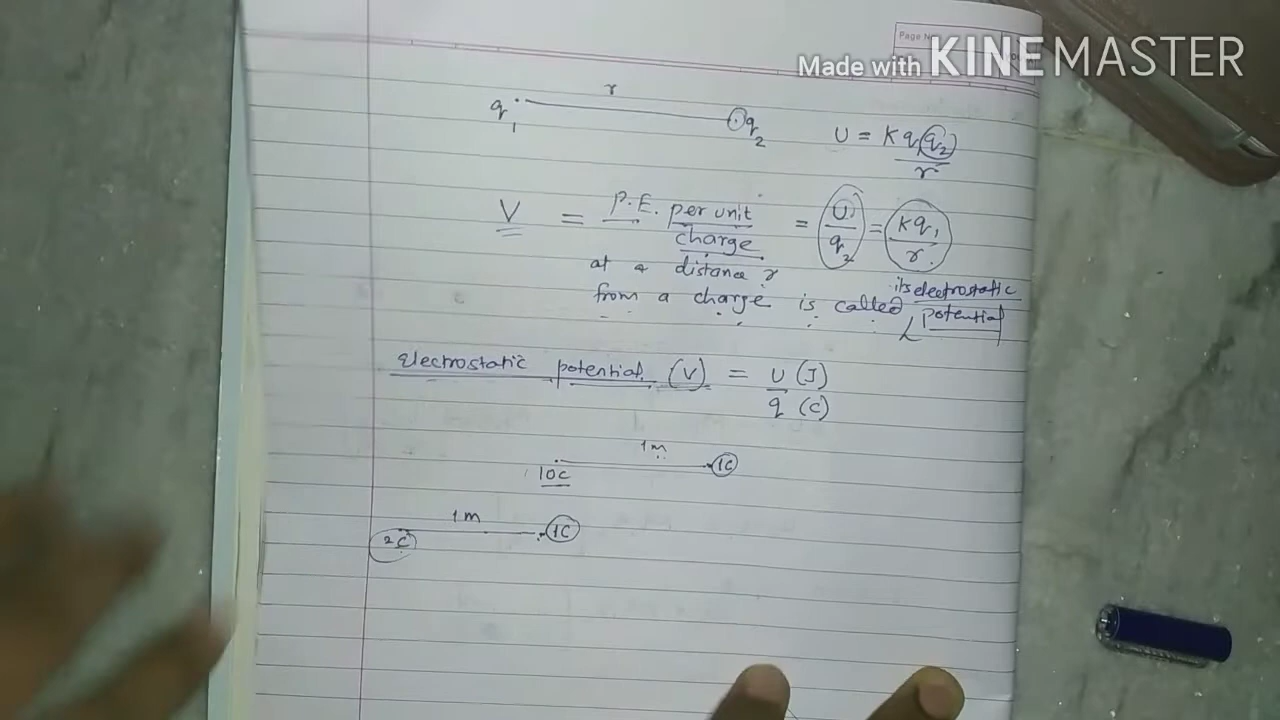 Page No
Made with KINEMASTER
r
q1 q2
U = K q1 q2 / r
V = P.E. per unit charge = U / q2 = Kq1 / r
at a distance r
from a charge is called its electrostatic potential
electrostatic potential (V) = U (J) / q (C)
1m
10C 1C
1m
2C 1C